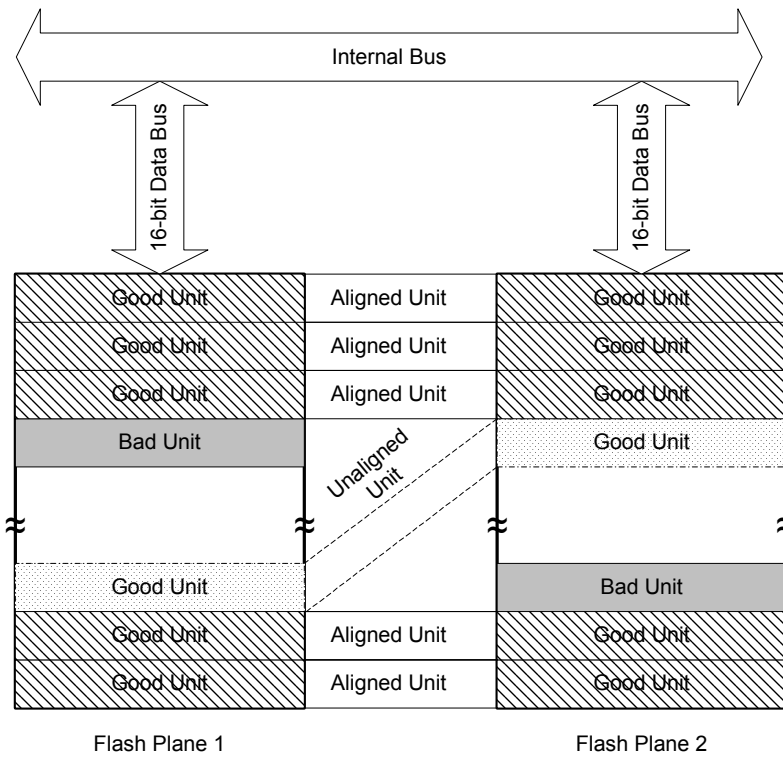 Internal Bus
16-bit Data Bus
16-bit Data Bus
Good Unit
Aligned Unit
Good Unit
Good Unit
Aligned Unit
Good Unit
Good Unit
Aligned Unit
Good Unit
Bad Unit
Unaligned
Unit
Good Unit
Good Unit
Bad Unit
Good Unit
Aligned Unit
Good Unit
Good Unit
Aligned Unit
Good Unit
Flash Plane 1
Flash Plane 2